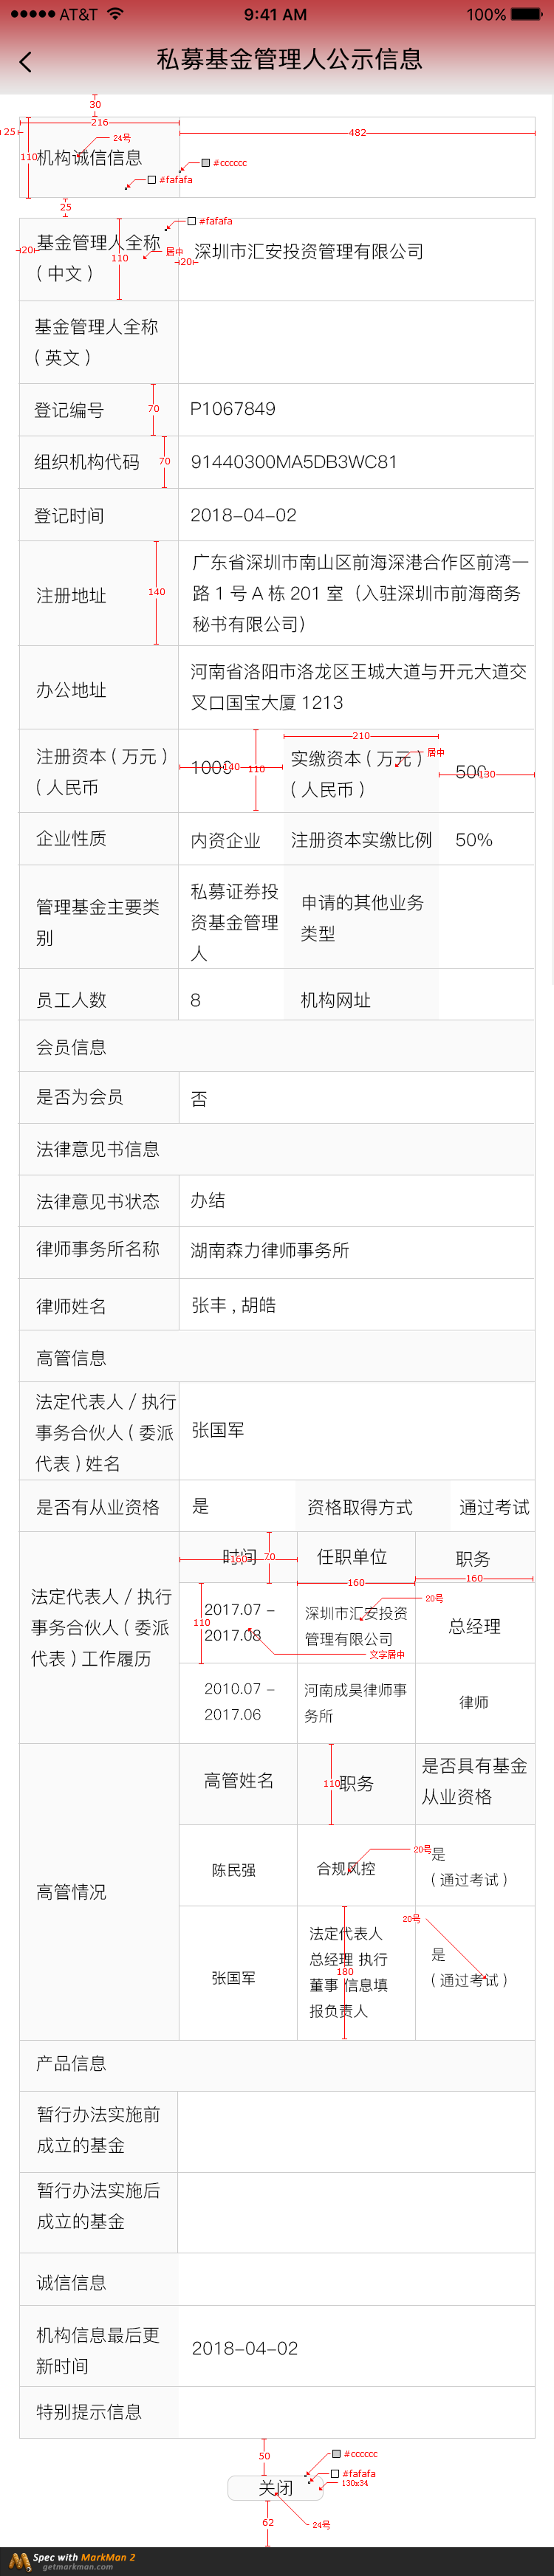 AT&T 9:41 AM 100%
私募基金管理人公示信息
30
216
25
24号
482
110
机构诚信信息
#cccccc
#fafafa
25
#fafafa
基金管理人全称
(中文)
20
110
居中
20
深圳市汇安投资管理有限公司
基金管理人全称
(英文)
登记编号
70
P1067849
组织机构代码
70
91440300MA5DB3WC81
登记时间
2018-04-02
注册地址
140
广东省深圳市南山区前海深港合作区前湾一
路 1 号 A 栋 201 室（入驻深圳市前海商务
秘书有限公司）
办公地址
河南省洛阳市洛龙区王城大道与开元大道交
叉口国宝大厦 1213
注册资本(万元)
(人民币
1000
140
110
210
实缴资本(万元)
(人民币)
居中
500
130
企业性质
内资企业
注册资本实缴比例
50%
管理基金主要类
别
私募证券投
资基金管理
人
申请的其他业务
类型
员工人数
8
机构网址
会员信息
是否为会员
否
法律意见书信息
法律意见书状态
办结
律师事务所名称
湖南森力律师事务所
律师姓名
张丰,胡皓
高管信息
法定代表人/执行
事务合伙人(委派
代表)姓名
张国军
是否有从业资格
是
资格取得方式
通过考试
法定代表人/执行
事务合伙人(委派
代表)工作履历
时间
160
70
任职单位
160
职务
160
20号
110
2017.07 -
2017.08
深圳市汇安投资
管理有限公司
总经理
文字居中
2010.07 -
2017.06
河南成昊律师事
务所
律师
高管情况
高管姓名
110
职务
是否具有基金
从业资格
陈民强
合规风控
20号
是
(通过考试)
20号
张国军
法定代表人
总经理 执行
董事 信息填
报负责人
180
是
(通过考试)
产品信息
暂行办法实施前
成立的基金
暂行办法实施后
成立的基金
诚信信息
机构信息最后更
新时间
2018-04-02
特别提示信息
50
#cccccc
#fafafa
130x34
关闭
62
24号
Spec with MarkMan 2
getmarkman.com